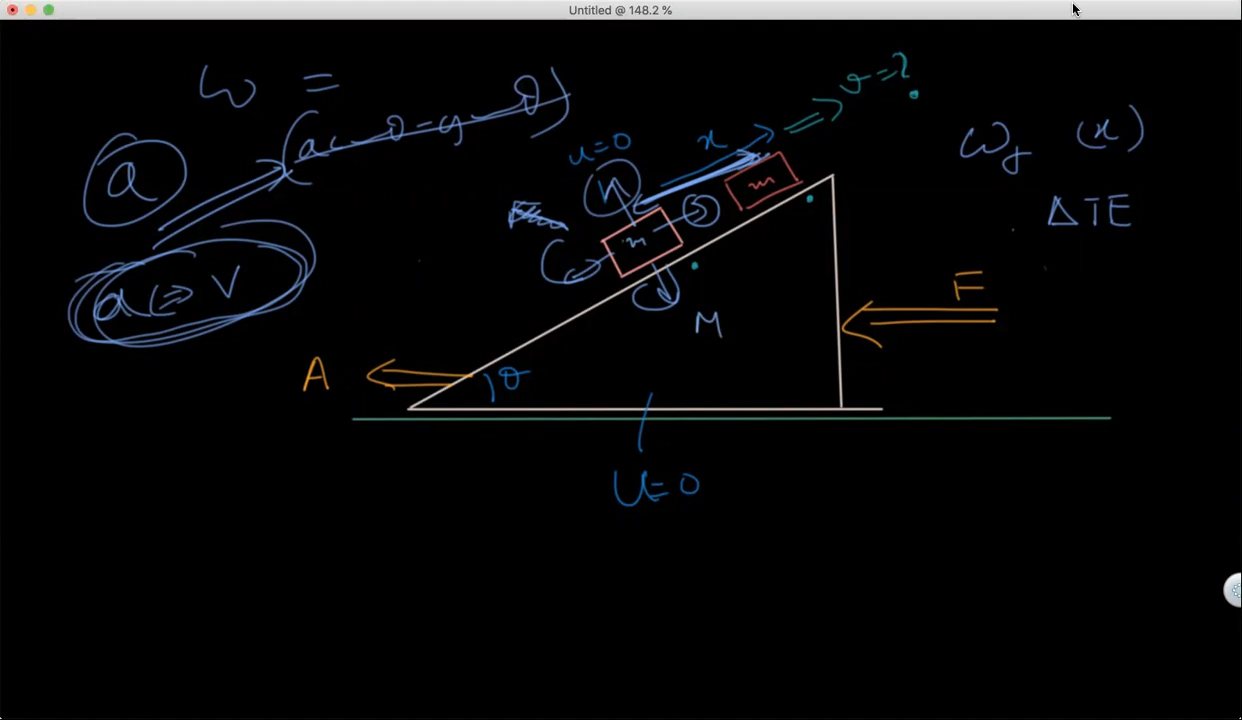 Untitled @ 148.2 %
W =
a
u=0
x
v=?
W_f (x)
ΔTE
N
m
m
M
F
A
θ
U=0